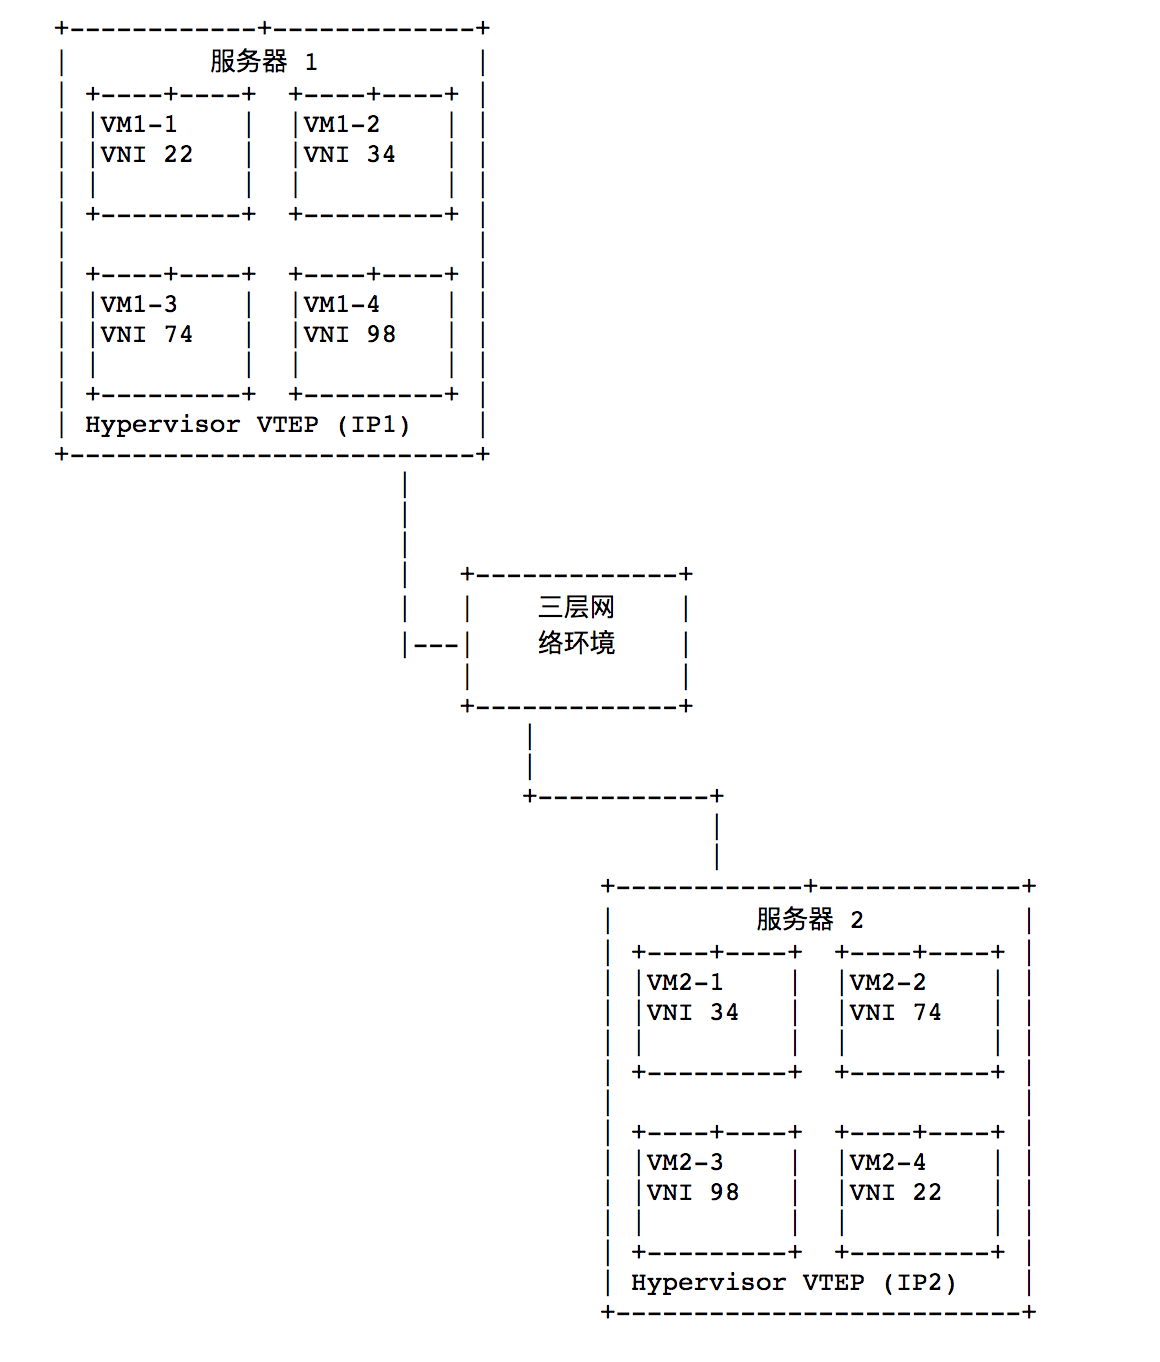 服务器 1
VM1-1 VM1-2
VNI 22 VNI 34
VM1-3 VM1-4
VNI 74 VNI 98
Hypervisor VTEP (IP1)
三层网
络环境
服务器 2
VM2-1 VM2-2
VNI 34 VNI 74
VM2-3 VM2-4
VNI 98 VNI 22
Hypervisor VTEP (IP2)